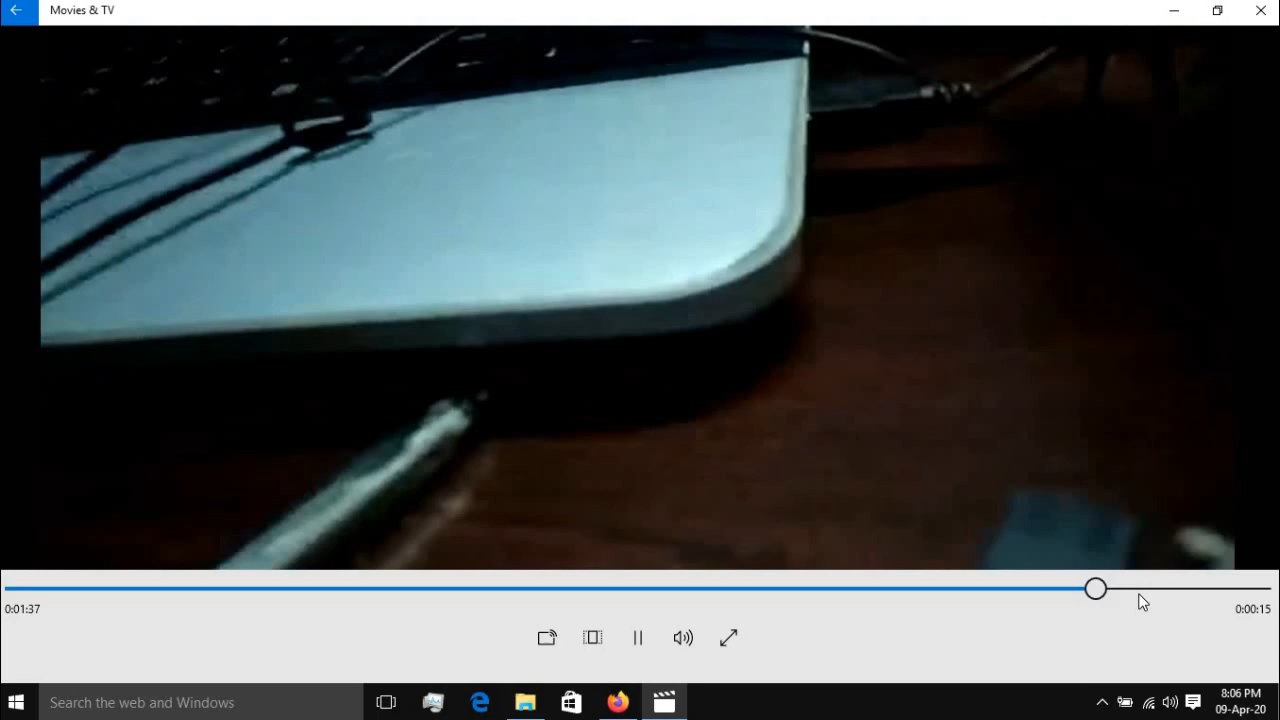 Movies & TV
0:01:37
0:00:15
Search the web and Windows
8:06 PM
09-Apr-20